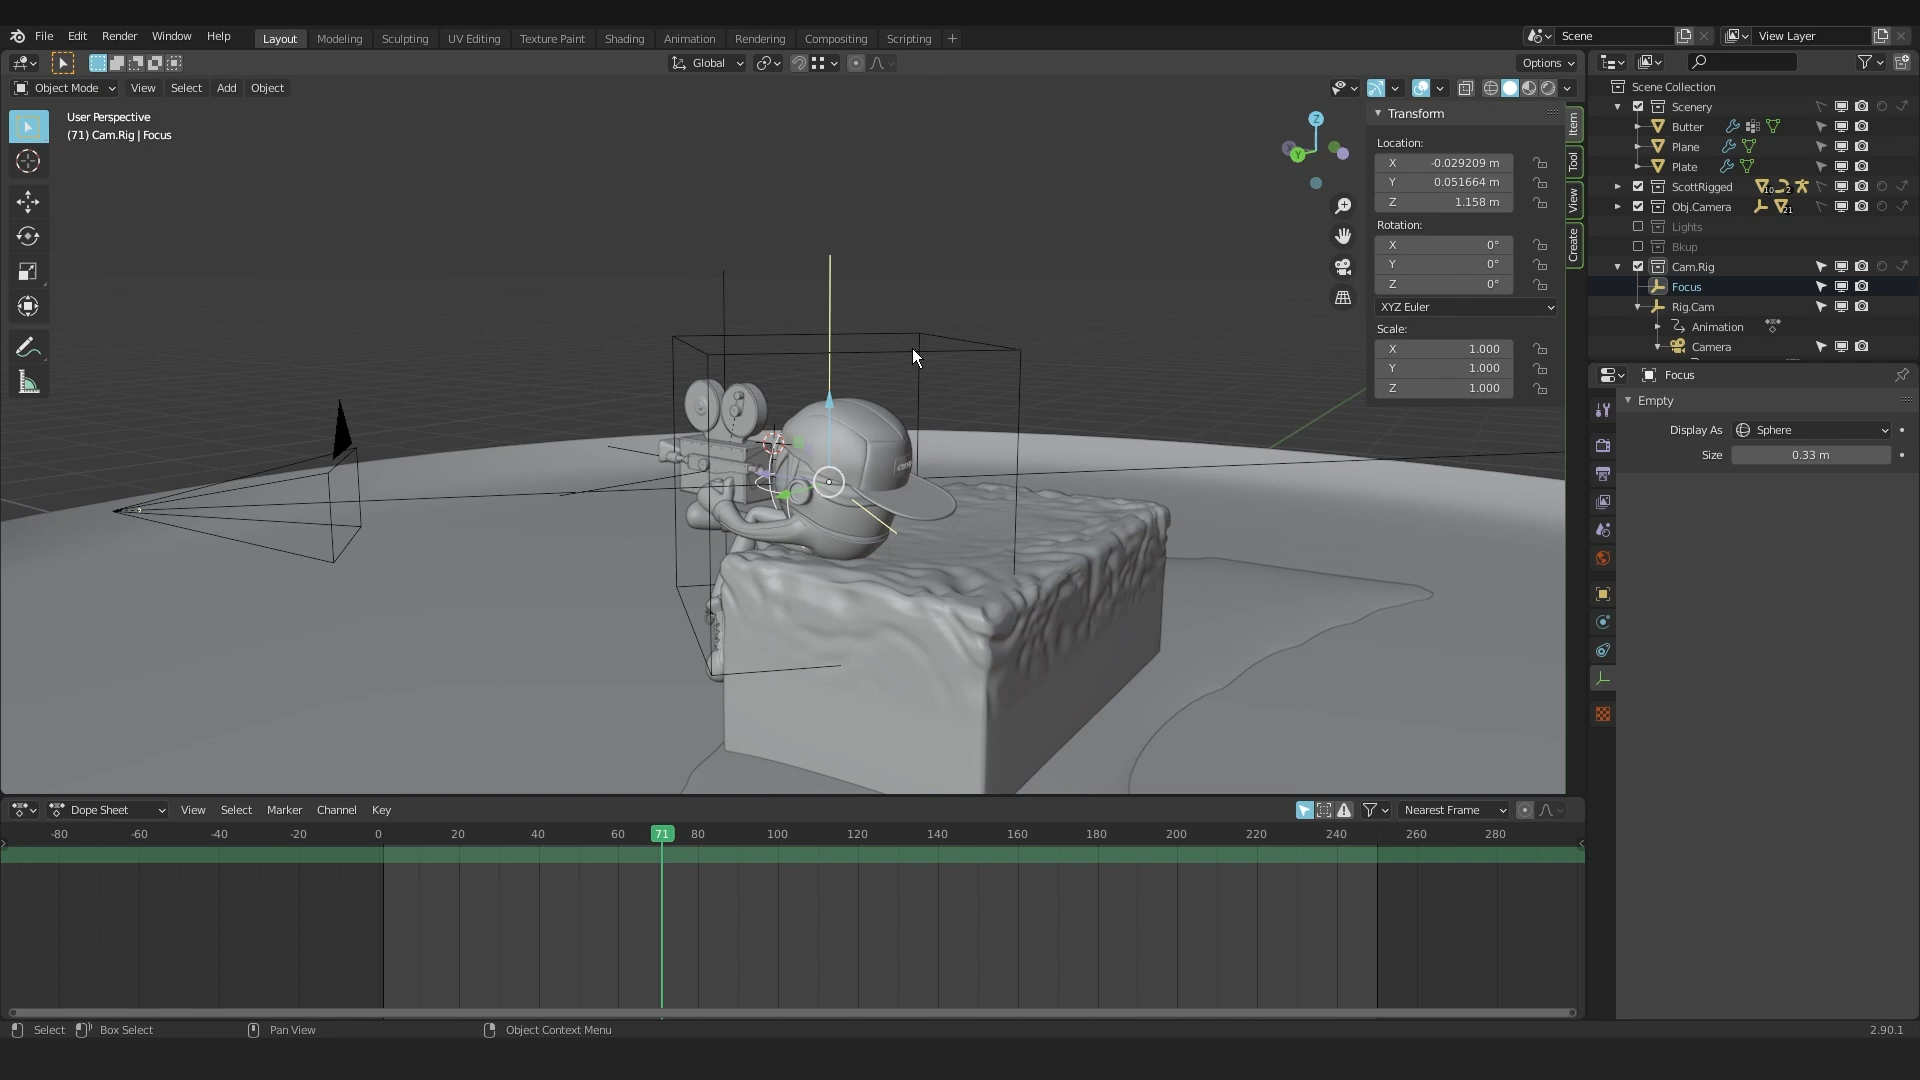 File Edit Render Window Help Layout Modeling Sculpting UV Editing Texture Paint Shading Animation Rendering Compositing Scripting + Scene View Layer
Global Options
Object Mode View Select Add Object
User Perspective
(71) Cam.Rig | Focus
Z
Y
Transform
Location:
X -0.029209 m
Y 0.051664 m
Z 1.158 m
Rotation:
X 0°
Y 0°
Z 0°
XYZ Euler
Scale:
X 1.000
Y 1.000
Z 1.000
Item
Tool
View
Create
Scene Collection
Scenery
Butter
Plane
Plate
ScottRigged 10 2
Obj.Camera 21
Lights
Bkup
Cam.Rig
Focus
Rig.Cam
Animation
Camera
Focus
Empty
Display As Sphere
Size 0.33 m
Dope Sheet View Select Marker Channel Key Nearest Frame
-80 -60 -40 -20 0 20 40 60 71 80 100 120 140 160 180 200 220 240 260 280
Select Box Select Pan View Object Context Menu 2.90.1